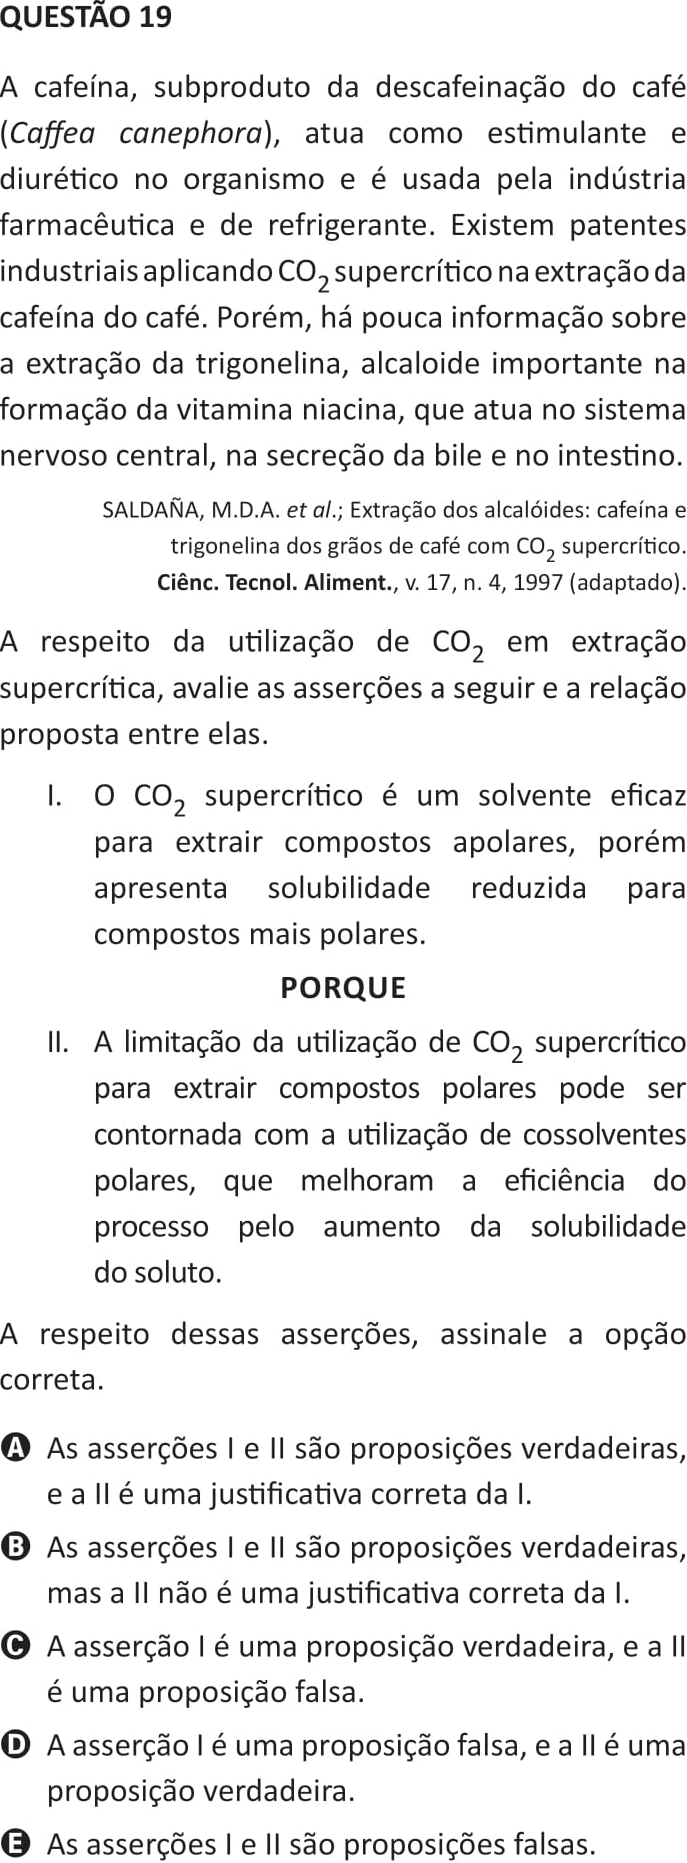 QUESTÃO 19
A cafeína, subproduto da descafeinação do café
(Caffea canephora), atua como estimulante e
diurético no organismo e é usada pela indústria
farmacêutica e de refrigerante. Existem patentes
industriais aplicando CO₂ supercrítico na extração da
cafeína do café. Porém, há pouca informação sobre
a extração da trigonelina, alcaloide importante na
formação da vitamina niacina, que atua no sistema
nervoso central, na secreção da bile e no intestino.
SALDAÑA, M.D.A. et al.; Extração dos alcalóides: cafeína e
trigonelina dos grãos de café com CO₂ supercrítico.
Ciênc. Tecnol. Aliment., v. 17, n. 4, 1997 (adaptado).
A respeito da utilização de CO₂ em extração
supercrítica, avalie as asserções a seguir e a relação
proposta entre elas.
I. O CO₂ supercrítico é um solvente eficaz
para extrair compostos apolares, porém
apresenta solubilidade reduzida para
compostos mais polares.
PORQUE
II. A limitação da utilização de CO₂ supercrítico
para extrair compostos polares pode ser
contornada com a utilização de cossolventes
polares, que melhoram a eficiência do
processo pelo aumento da solubilidade
do soluto.
A respeito dessas asserções, assinale a opção
correta.
A As asserções I e II são proposições verdadeiras,
e a II é uma justificativa correta da I.
B As asserções I e II são proposições verdadeiras,
mas a II não é uma justificativa correta da I.
C A asserção I é uma proposição verdadeira, e a II
é uma proposição falsa.
D A asserção I é uma proposição falsa, e a II é uma
proposição verdadeira.
E As asserções I e II são proposições falsas.